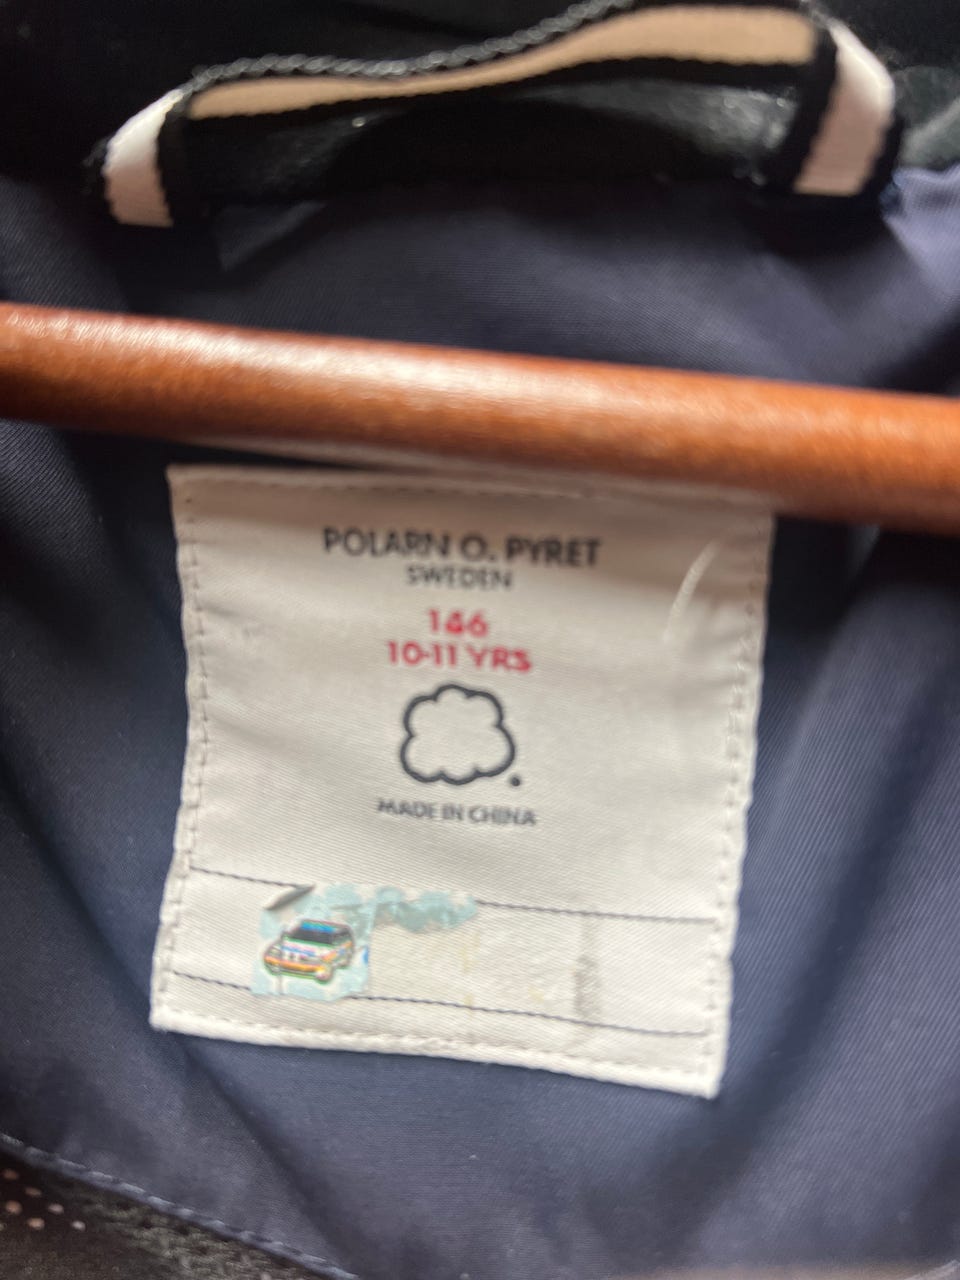 POLARN O. PYRET
SWEDEN
146
10-11 YRS
MADE IN CHINA